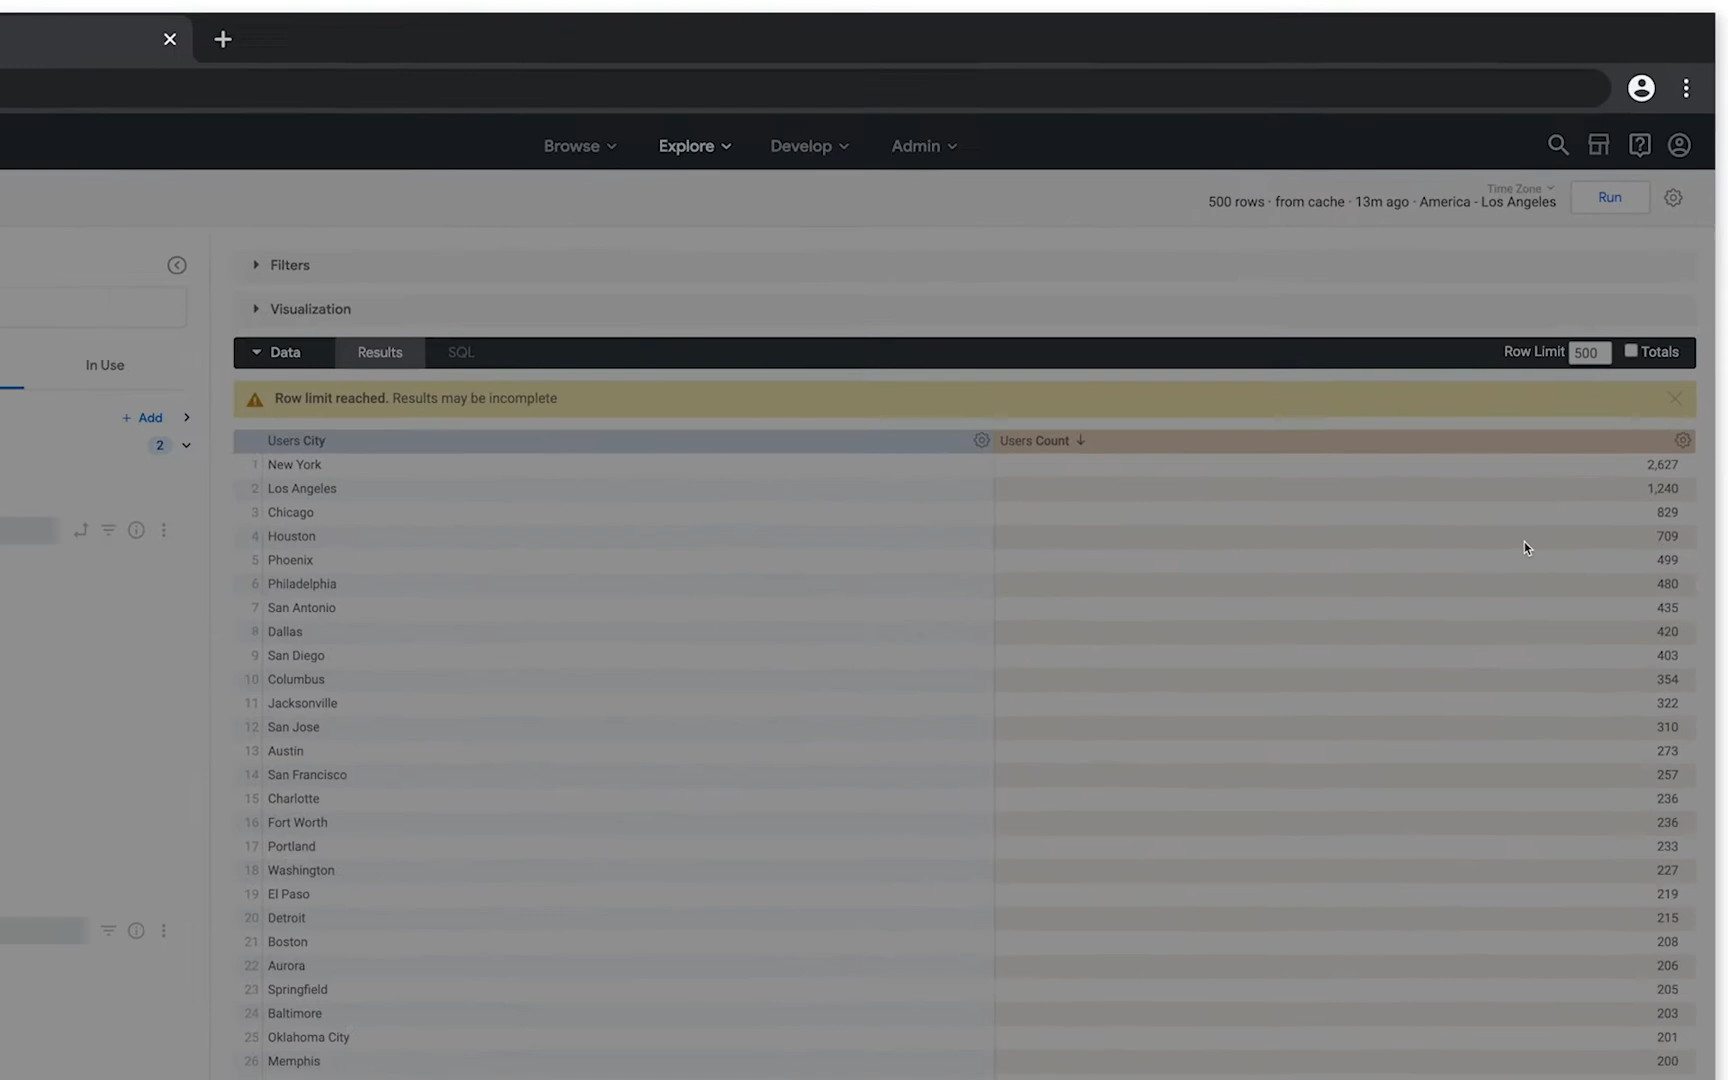 Browse Explore Develop Admin
Time Zone
500 rows · from cache · 13m ago · America - Los Angeles Run
Filters
Visualization
Data Results SQL Row Limit 500 Totals
In Use
Row limit reached. Results may be incomplete
+ Add
2
Users City Users Count ↓
1 New York 2,627
2 Los Angeles 1,240
3 Chicago 829
4 Houston 709
5 Phoenix 499
6 Philadelphia 480
7 San Antonio 435
8 Dallas 420
9 San Diego 403
10 Columbus 354
11 Jacksonville 322
12 San Jose 310
13 Austin 273
14 San Francisco 257
15 Charlotte 236
16 Fort Worth 236
17 Portland 233
18 Washington 227
19 El Paso 219
20 Detroit 215
21 Boston 208
22 Aurora 206
23 Springfield 205
24 Baltimore 203
25 Oklahoma City 201
26 Memphis 200